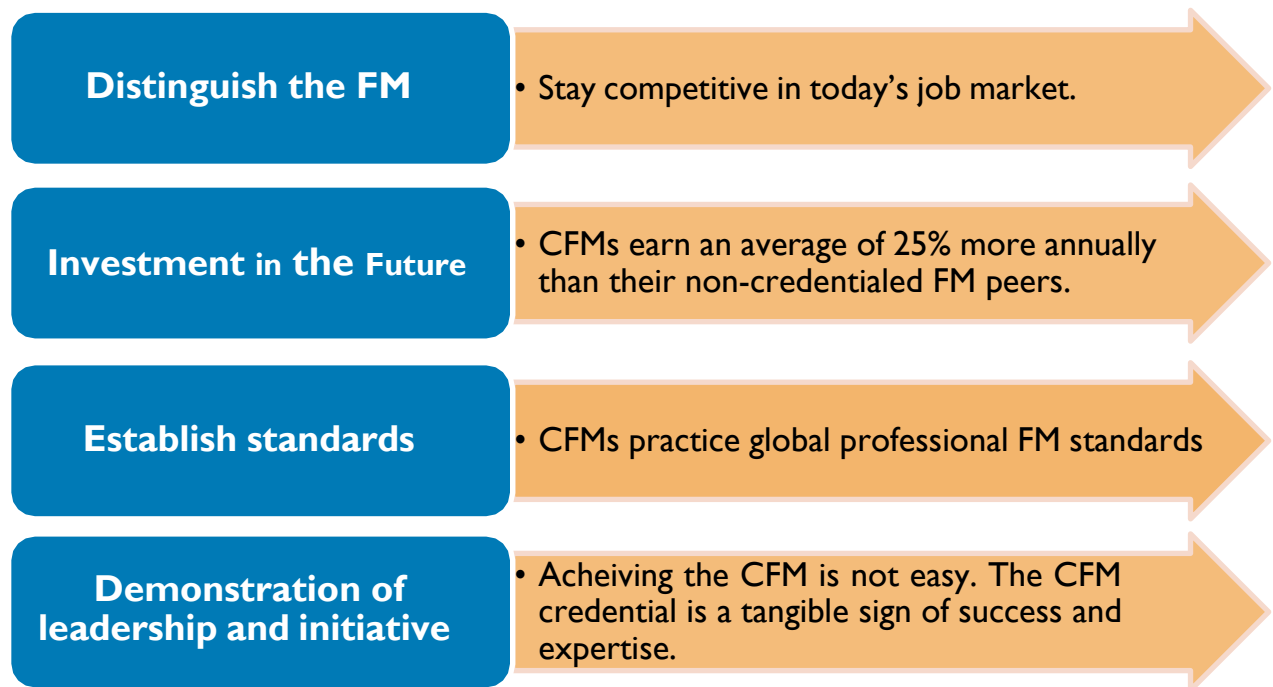 Distinguish the FM
• Stay competitive in today’s job market.
Investment in the Future
• CFMs earn an average of 25% more annually
than their non-credentialed FM peers.
Establish standards
• CFMs practice global professional FM standards
Demonstration of
leadership and initiative
• Acheiving the CFM is not easy. The CFM
credential is a tangible sign of success and
expertise.